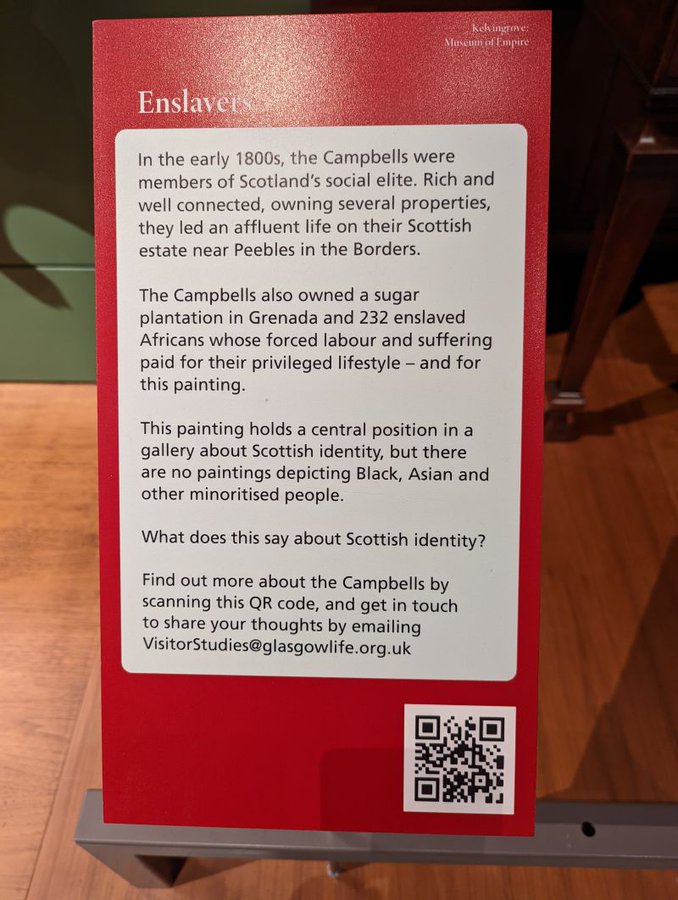 Kelvingrove:
Museum of Empire
Enslavers
In the early 1800s, the Campbells were
members of Scotland's social elite. Rich and
well connected, owning several properties,
they led an affluent life on their Scottish
estate near Peebles in the Borders.
The Campbells also owned a sugar
plantation in Grenada and 232 enslaved
Africans whose forced labour and suffering
paid for their privileged lifestyle – and for
this painting.
This painting holds a central position in a
gallery about Scottish identity, but there
are no paintings depicting Black, Asian and
other minoritised people.
What does this say about Scottish identity?
Find out more about the Campbells by
scanning this QR code, and get in touch
to share your thoughts by emailing
VisitorStudies@glasgowlife.org.uk